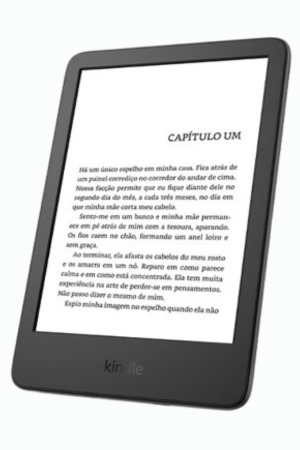 CAPÍTULO UM
Há um único espelho em minha casa. Fica atrás de
um painel corrediço no corredor do andar de cima.
Nossa facção permite que eu fique diante dele no
segundo dia do mês, a cada três meses, no dia em
que minha mãe corta meu cabelo.
Sento-me em um banco e minha mãe perman-
ece em pé atrás de mim com a tesoura, aparando.
Os fios caem no chão, formando um anel loiro e
sem graça.
Ao terminar, ela afasta os cabelos do meu rosto
e os amarra em um nó. Reparo em como parece
calma e em como está concentrada. Ela tem muita
experiência na arte de perder-se em pensamentos.
Não posso dizer o mesmo de mim.
Espio minha imagem no espelho quando ela não
kindle